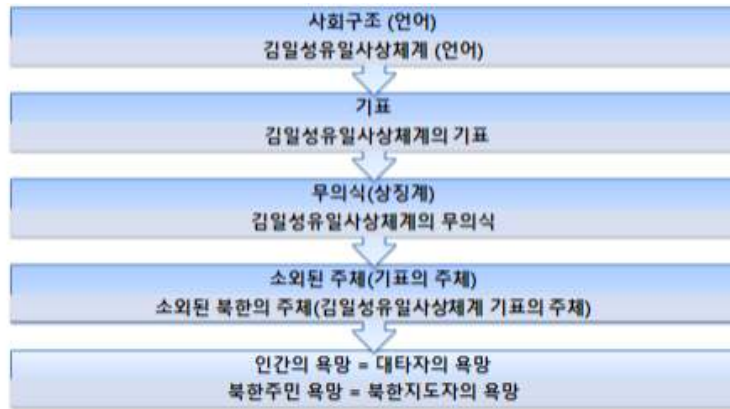 사회구조 (언어)
김일성유일사상체계 (언어)
기표
김일성유일사상체계의 기표
무의식(상징계)
김일성유일사상체계의 무의식
소외된 주체(기표의 주체)
소외된 북한의 주체(김일성유일사상체계 기표의 주체)
인간의 욕망 = 대타자의 욕망
북한주민 욕망 = 북한지도자의 욕망